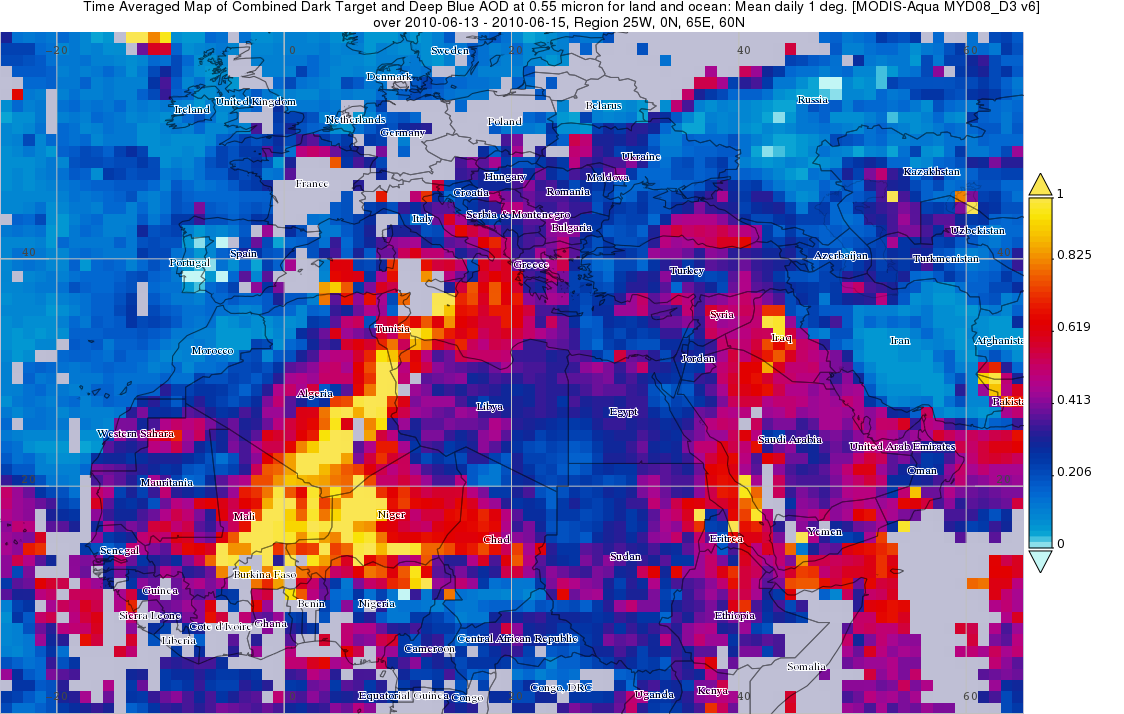 Time Averaged Map of Combined Dark Target and Deep Blue AOD at 0.55 micron for land and ocean: Mean daily 1 deg. [MODIS-Aqua MYD08_D3 v6]
over 2010-06-13 - 2010-06-15, Region 25W, 0N, 65E, 60N
-20 0 20 40 60
Sweden
Denmark
Ireland United Kingdom Russia
Belarus
Netherlands Poland
Germany
Ukraine
France Hungary Moldova Kazakhstan
Croatia Romania
Italy Serbia & Montenegro
Bulgaria Uzbekistan
40 Spain Azerbaijan Turkmenistan
Portugal Greece Turkey
Syria
Tunisia
Morocco Iraq Iran Afghanista
Jordan
Algeria Pakista
Libya Egypt
Western Sahara Saudi Arabia United Arab Emirates
Oman
20 Mauritania
Mali Niger
Eritrea Yemen
Senegal Chad Sudan
Burkina Faso
Guinea Benin Nigeria
Sierra Leone Ethiopia
Cote d'Ivoire Ghana
Liberia Central African Republic
Cameroon
Somalia
Equatorial Guinea Congo Congo, DRC Uganda Kenya
-20 0 40 60
1
0.825
0.619
0.413
0.206
0